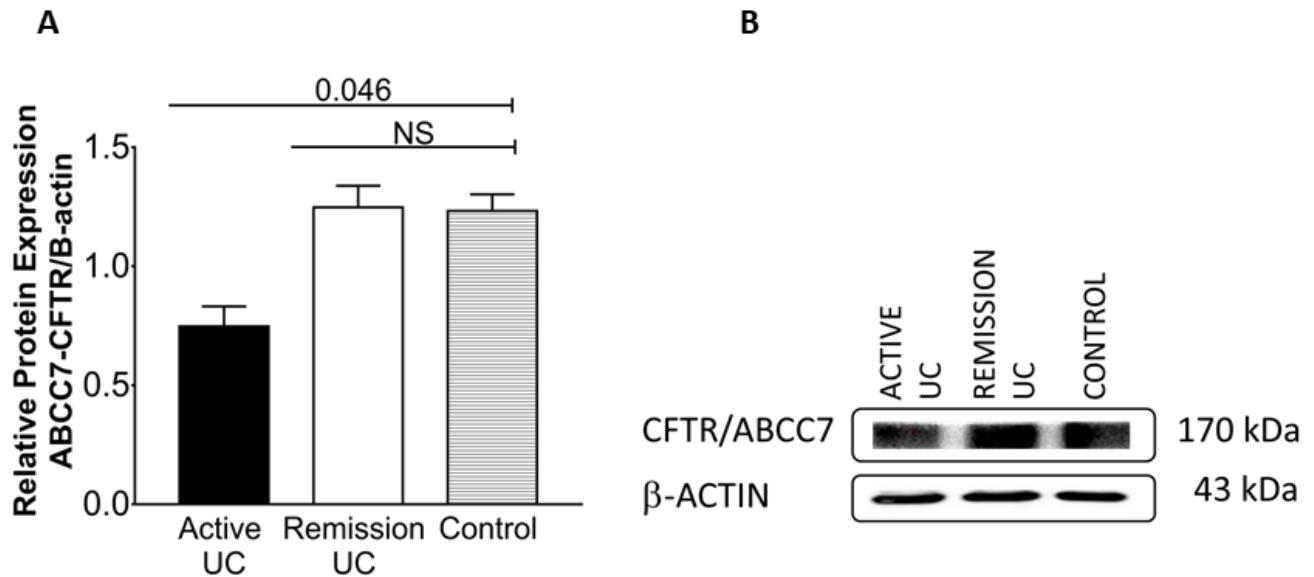 A
B
0.046
NS
Relative Protein Expression
ABCC7-CFTR/B-actin
1.5
1.0
0.5
0.0
Active
UC
Remission
UC
Control
ACTIVE
UC
REMISSION
UC
CONTROL
CFTR/ABCC7
170 kDa
β-ACTIN
43 kDa